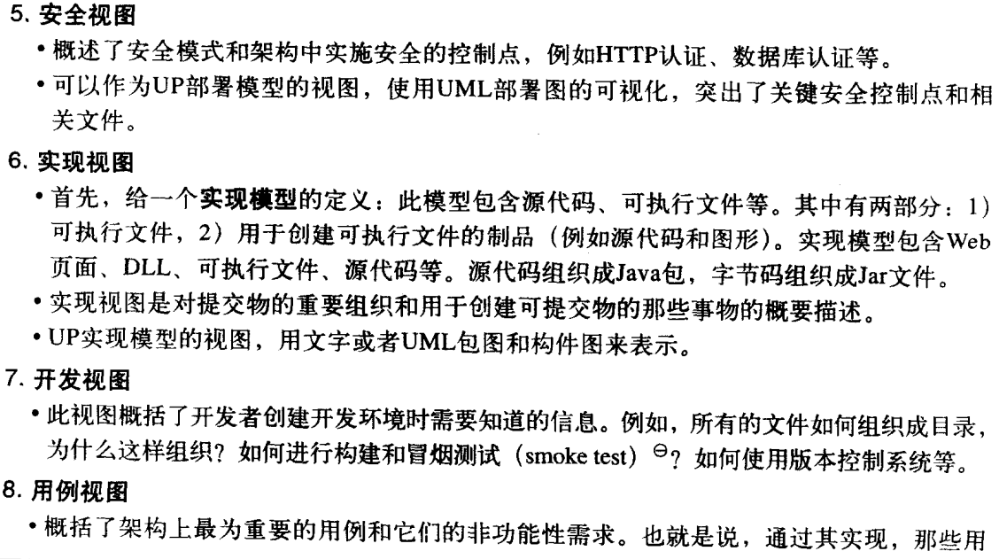 5. 安全视图
•概述了安全模式和架构中实施安全的控制点，例如HTTP认证、数据库认证等。
•可以作为UP部署模型的视图，使用UML部署图的可视化，突出了关键安全控制点和相
关文件。
6. 实现视图
•首先，给一个实现模型的定义：此模型包含源代码、可执行文件等。其中有两部分：1）
可执行文件，2）用于创建可执行文件的制品（例如源代码和图形）。实现模型包含Web
页面、DLL、可执行文件、源代码等。源代码组织成Java包，字节码组织成Jar文件。
•实现视图是对提交物的重要组织和用于创建可提交物的那些事物的概要描述。
•UP实现模型的视图，用文字或者UML包图和构件图来表示。
7. 开发视图
•此视图概括了开发者创建开发环境时需要知道的信息。例如，所有的文件如何组织成目录，
为什么这样组织？如何进行构建和冒烟测试（smoke test）⊖？如何使用版本控制系统等。
8. 用例视图
•概括了架构上最为重要的用例和它们的非功能性需求。也就是说，通过其实现，那些用